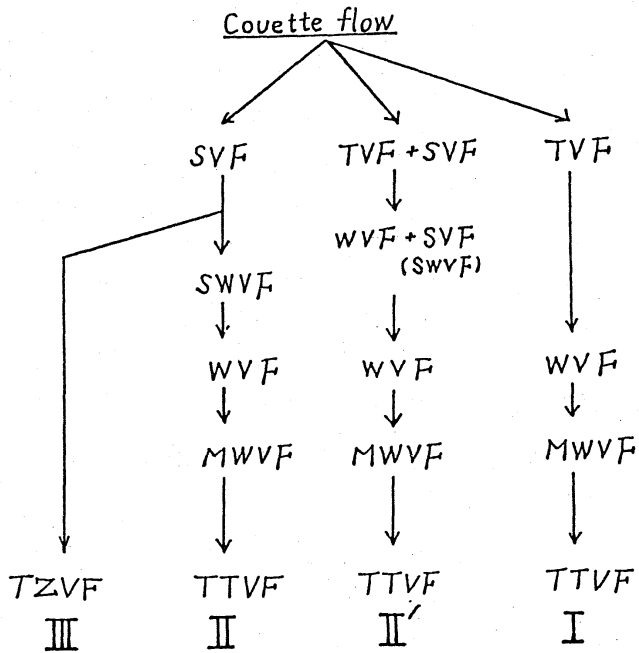 Couette flow
SVF TVF + SVF TVF
WVF + SVF
(SWVF)
SWVF
WVF WVF WVF
MWVF MWVF MWVF
TZVF TTVF TTVF TTVF
III II II' I